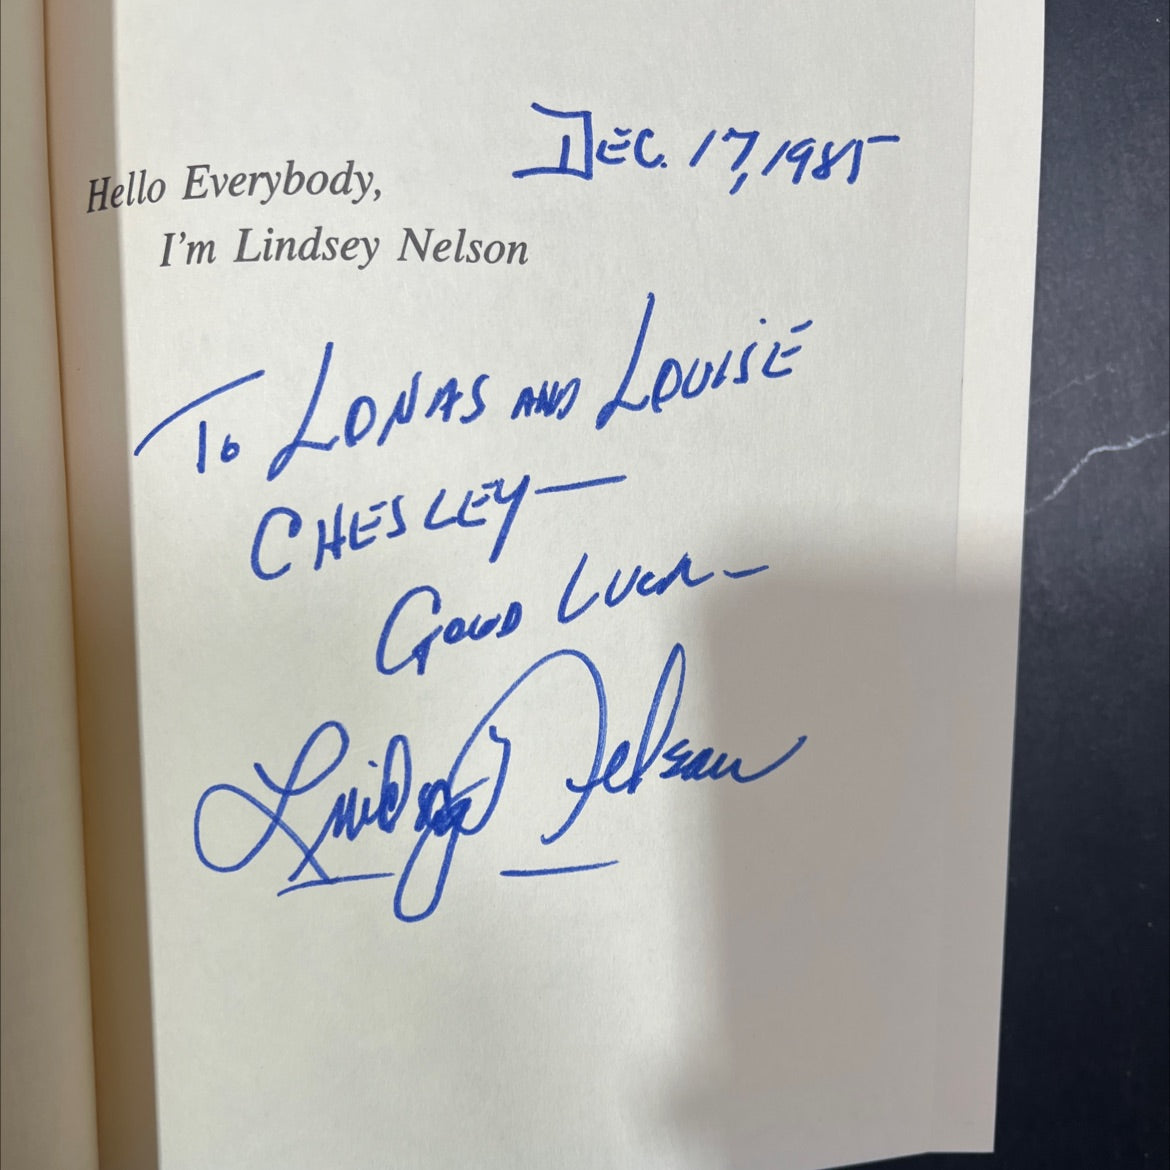 DEC. 17, 1985
Hello Everybody,
I'm Lindsey Nelson
To LONAS AND LOUISE
CHESLEY—
GOOD LUCK—
Lindsey Nelson